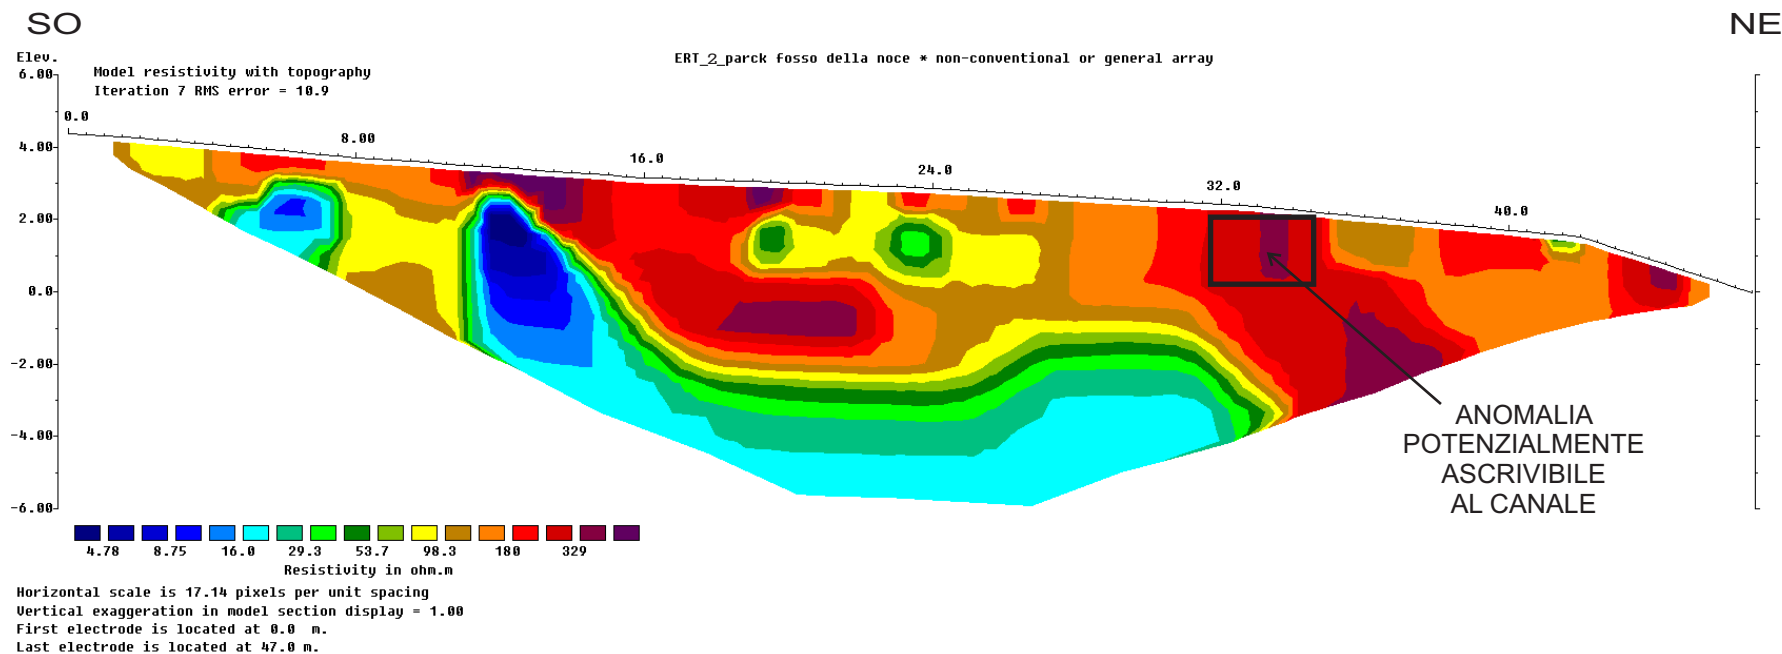 SO
NE
Elev.
ERT_2_parck fosso della noce * non-conventional or general array
6.00
Model resistivity with topography
Iteration 7 RMS error = 10.9
0.0
8.00
4.00
16.0
24.0
32.0
40.0
2.00
0.0
-2.00
-4.00
-6.00
ANOMALIA
POTENZIALMENTE
ASCRIVIBILE
AL CANALE
4.78 8.75 16.0 29.3 53.7 98.3 180 329
Resistivity in ohm.m
Horizontal scale is 17.14 pixels per unit spacing
Vertical exaggeration in model section display = 1.00
First electrode is located at 0.0 m.
Last electrode is located at 47.0 m.